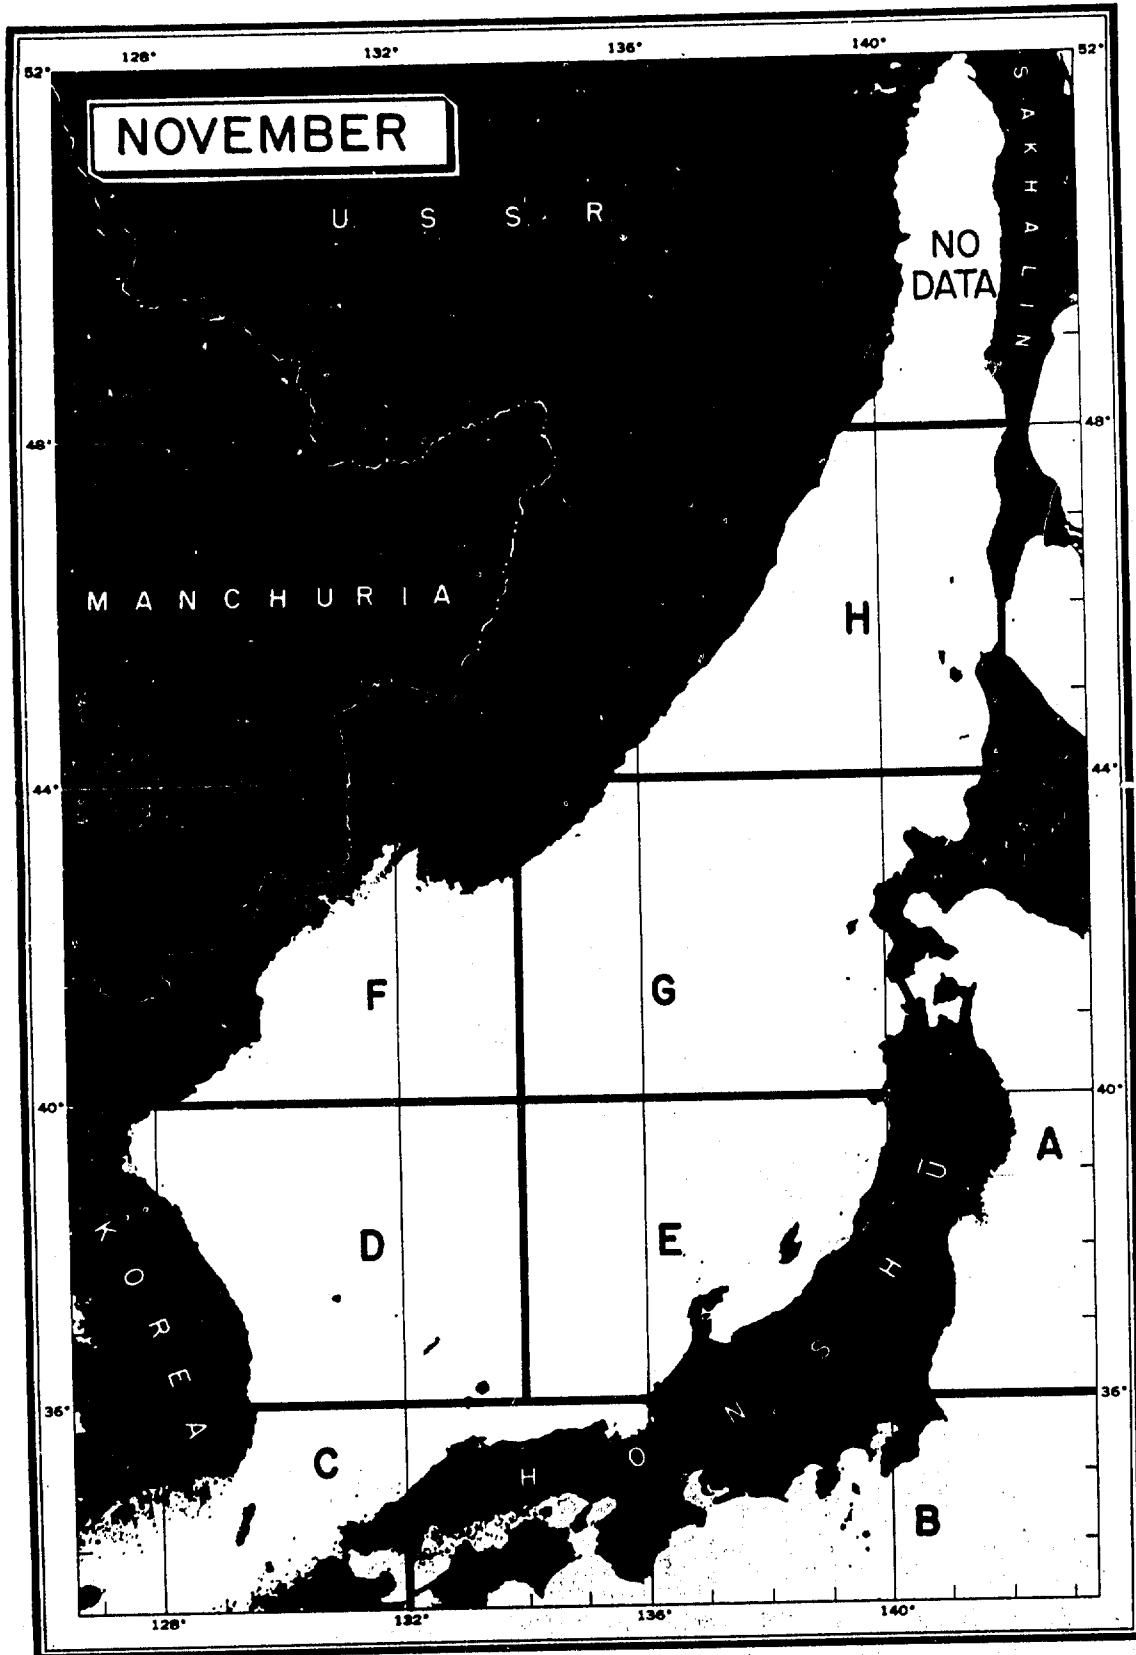 128° 132° 136° 140°
52° 52°
NOVEMBER
U. S. S. R.
SAKHALIN
NO
DATA
48° 48°
MANCHURIA
H
44° 44°
F G
40° 40°
A
KOREA
D E
HONSHU
36° 36°
C
B
128° 132° 136° 140°